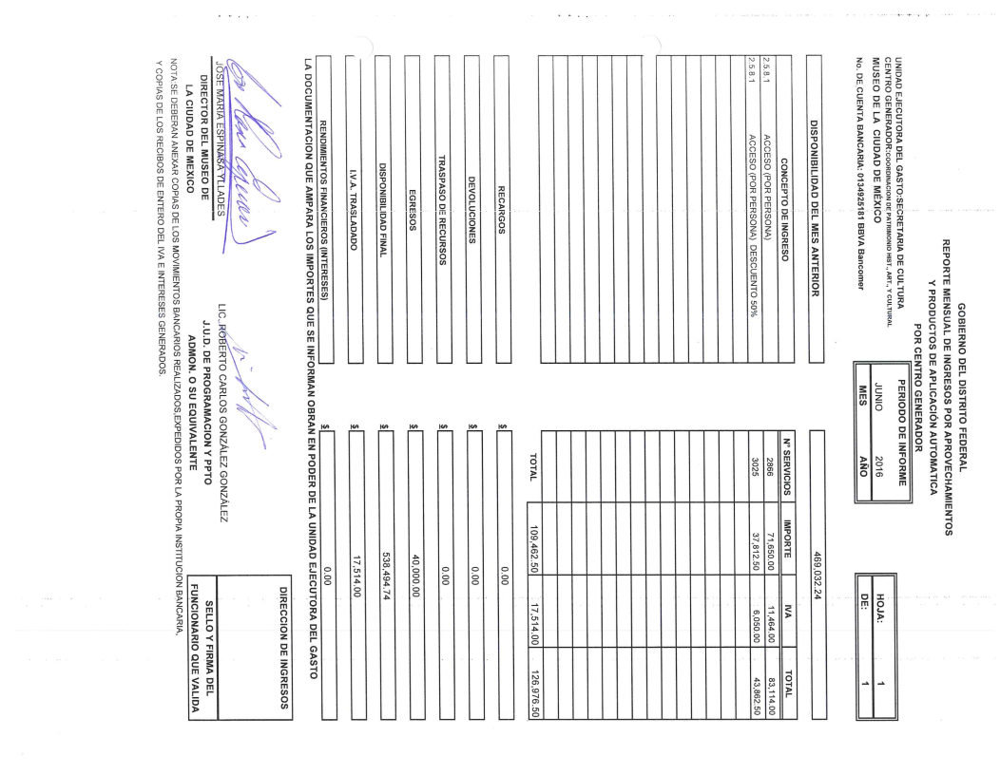 GOBIERNO DEL DISTRITO FEDERAL
REPORTE MENSUAL DE INGRESOS POR APROVECHAMIENTOS
Y PRODUCTOS DE APLICACIÓN AUTOMATICA
POR CENTRO GENERADOR
UNIDAD EJECUTORA DEL GASTO:SECRETARIA DE CULTURA
CENTRO GENERADOR:COORDINACION DE PATRIMONIO HIST., ART., Y CULTURAL
MUSEO DE LA CIUDAD DE MÉXICO
No. DE CUENTA BANCARIA: 0134925181 BBVA Bancomer
PERIODO DE INFORME
JUNIO 2016
MES AÑO
HOJA: 1
DE: 1
DISPONIBILIDAD DEL MES ANTERIOR 469,032.24
CONCEPTO DE INGRESO N° SERVICIOS IMPORTE IVA TOTAL
2.5.8.1 ACCESO (POR PERSONA) 2866 71,650.00 11,464.00 83,114.00
2.5.8.1 ACCESO (POR PERSONA) DESCUENTO 50% 3025 37,812.50 6,050.00 43,862.50
TOTAL 109,462.50 17,514.00 126,976.50
RECARGOS $ 0.00
DEVOLUCIONES 0.00
TRASPASO DE RECURSOS $ 0.00
EGRESOS $ 40,000.00
DISPONIBILIDAD FINAL $ 538,494.74
I.V.A. TRASLADADO $ 17,514.00
RENDIMIENTOS FINANCIEROS (INTERESES) $ 0.00
LA DOCUMENTACION QUE AMPARA LOS IMPORTES QUE SE INFORMAN OBRAN EN PODER DE LA UNIDAD EJECUTORA DEL GASTO
JOSE MARIA ESPINASA YLLADES
DIRECTOR DEL MUSEO DE
LA CIUDAD DE MEXICO
LIC. ROBERTO CARLOS GONZÁLEZ GONZÁLEZ
J.U.D. DE PROGRAMACION Y PPTO
ADMON. O SU EQUIVALENTE
DIRECCION DE INGRESOS
SELLO Y FIRMA DEL
FUNCIONARIO QUE VALIDA
NOTA:SE DEBERAN ANEXAR COPIAS DE LOS MOVIMIENTOS BANCARIOS REALIZADOS,EXPEDIDOS POR LA PROPIA INSTITUCION BANCARIA,
Y COPIAS DE LOS RECIBOS DE ENTERO DEL IVA E INTERESES GENERADOS.